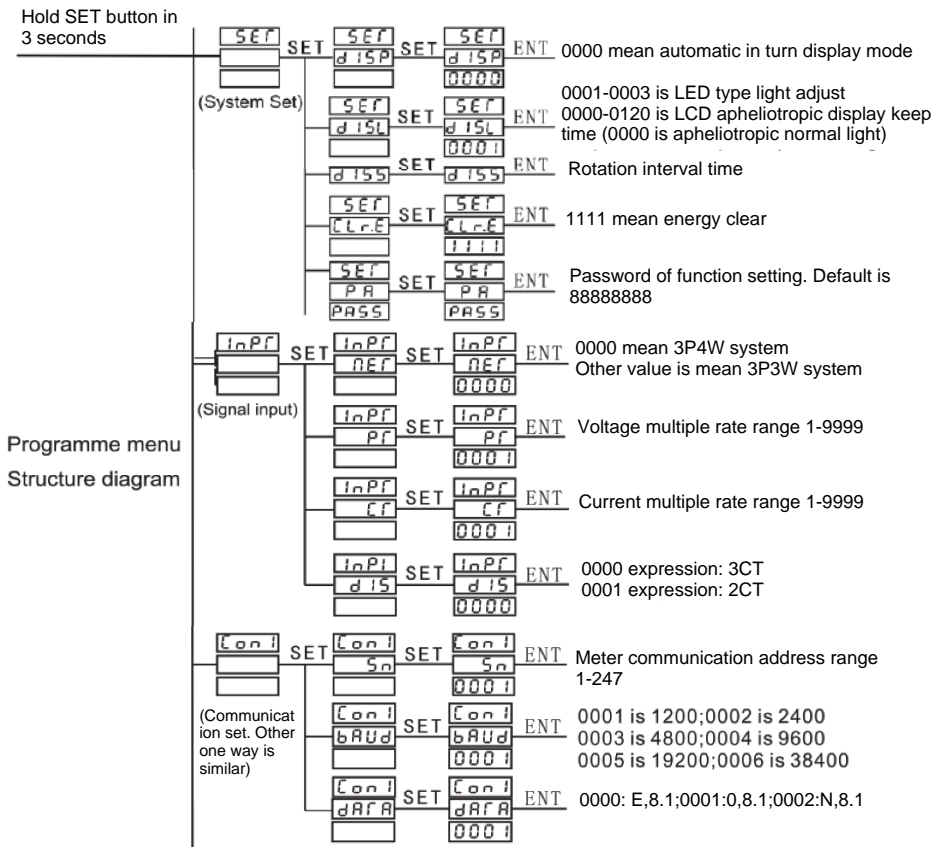 Hold SET button in
3 seconds
SET SET SET SET SET ENT 0000 mean automatic in turn display mode
dISP dISP
0000
(System Set)
SET SET SET ENT 0001-0003 is LED type light adjust
dISL dISL 0000-0120 is LCD apheliotropic display keep
0001 time (0000 is apheliotropic normal light)
dISS SET dISS ENT Rotation interval time
SET SET SET ENT 1111 mean energy clear
CLr.E CLr.E
1111
SET SET SET ENT Password of function setting. Default is
PA PA 88888888
PASS PASS
InPT SET InPT SET InPT ENT 0000 mean 3P4W system
NET NET Other value is mean 3P3W system
0000
(Signal input)
InPT SET InPT ENT Voltage multiple rate range 1-9999
PT PT
0001
Programme menu
Structure diagram
InPT SET InPT ENT Current multiple rate range 1-9999
CT CT
0001
InPI SET InPT ENT 0000 expression: 3CT
dIS dIS 0001 expression: 2CT
0000
Con1 SET Con1 SET Con1 ENT Meter communication address range
Sn Sn 1-247
0001
(Communicat
ion set. Other
one way is
similar)
Con1 SET Con1 ENT 0001 is 1200;0002 is 2400
bAUd bAUd 0003 is 4800;0004 is 9600
0001 0005 is 19200;0006 is 38400
Con1 SET Con1 ENT 0000: E,8.1;0001:0,8.1;0002:N,8.1
dATA dATA
0001